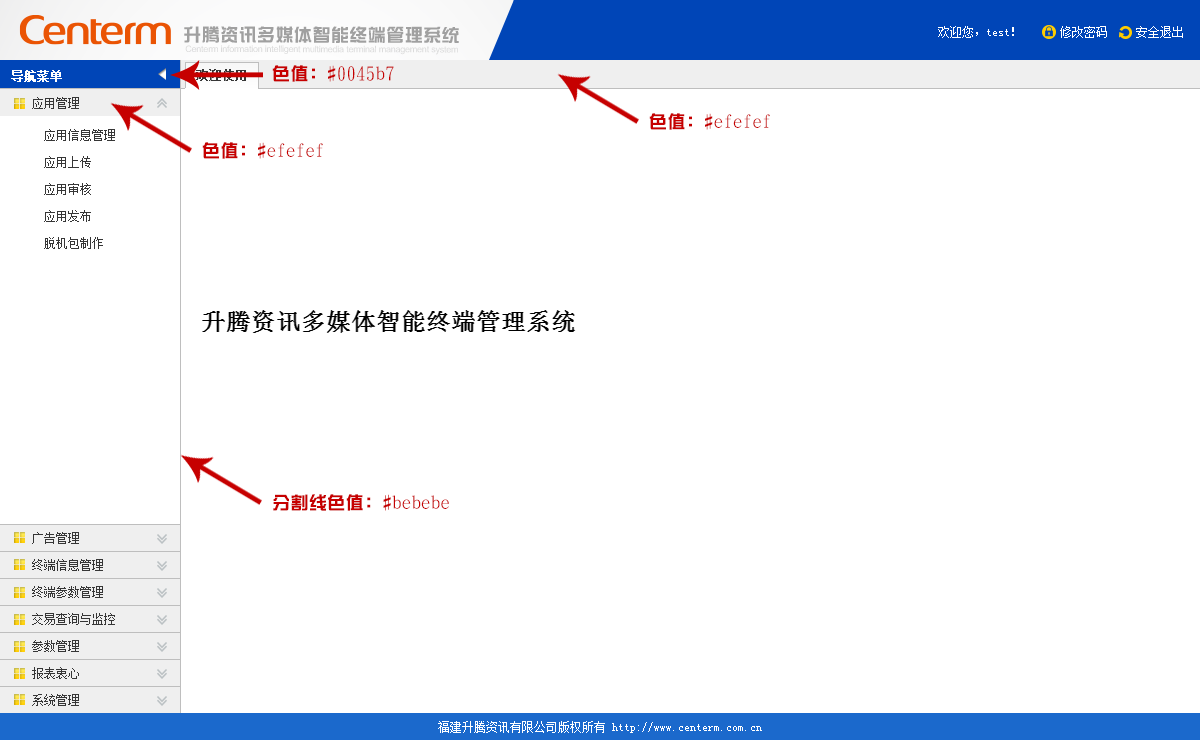 Centerm 升腾资讯多媒体智能终端管理系统
Centerm information intelligent multimedia terminal management system
欢迎您，test! 修改密码 安全退出
导航菜单 欢迎使用 色值：#0045b7
应用管理
色值：#efefef
应用信息管理
色值：#efefef
应用上传
应用审核
应用发布
脱机包制作
升腾资讯多媒体智能终端管理系统
分割线色值：#bebebe
广告管理
终端信息管理
终端参数管理
交易查询与监控
参数管理
报表衷心
系统管理
福建升腾资讯有限公司版权所有 http://www.centerm.com.cn